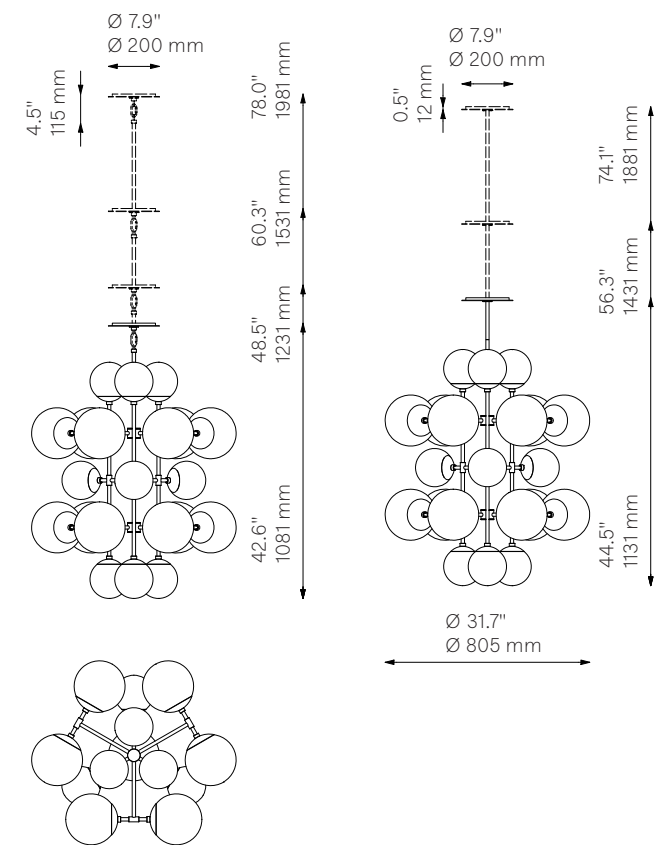 Ø 7.9"
Ø 200 mm
4.5"
115 mm
78.0"
1981 mm
60.3"
1531 mm
48.5"
1231 mm
42.6"
1081 mm
Ø 7.9"
Ø 200 mm
0.5"
12 mm
74.1"
1881 mm
56.3"
1431 mm
44.5"
1131 mm
Ø 31.7"
Ø 805 mm